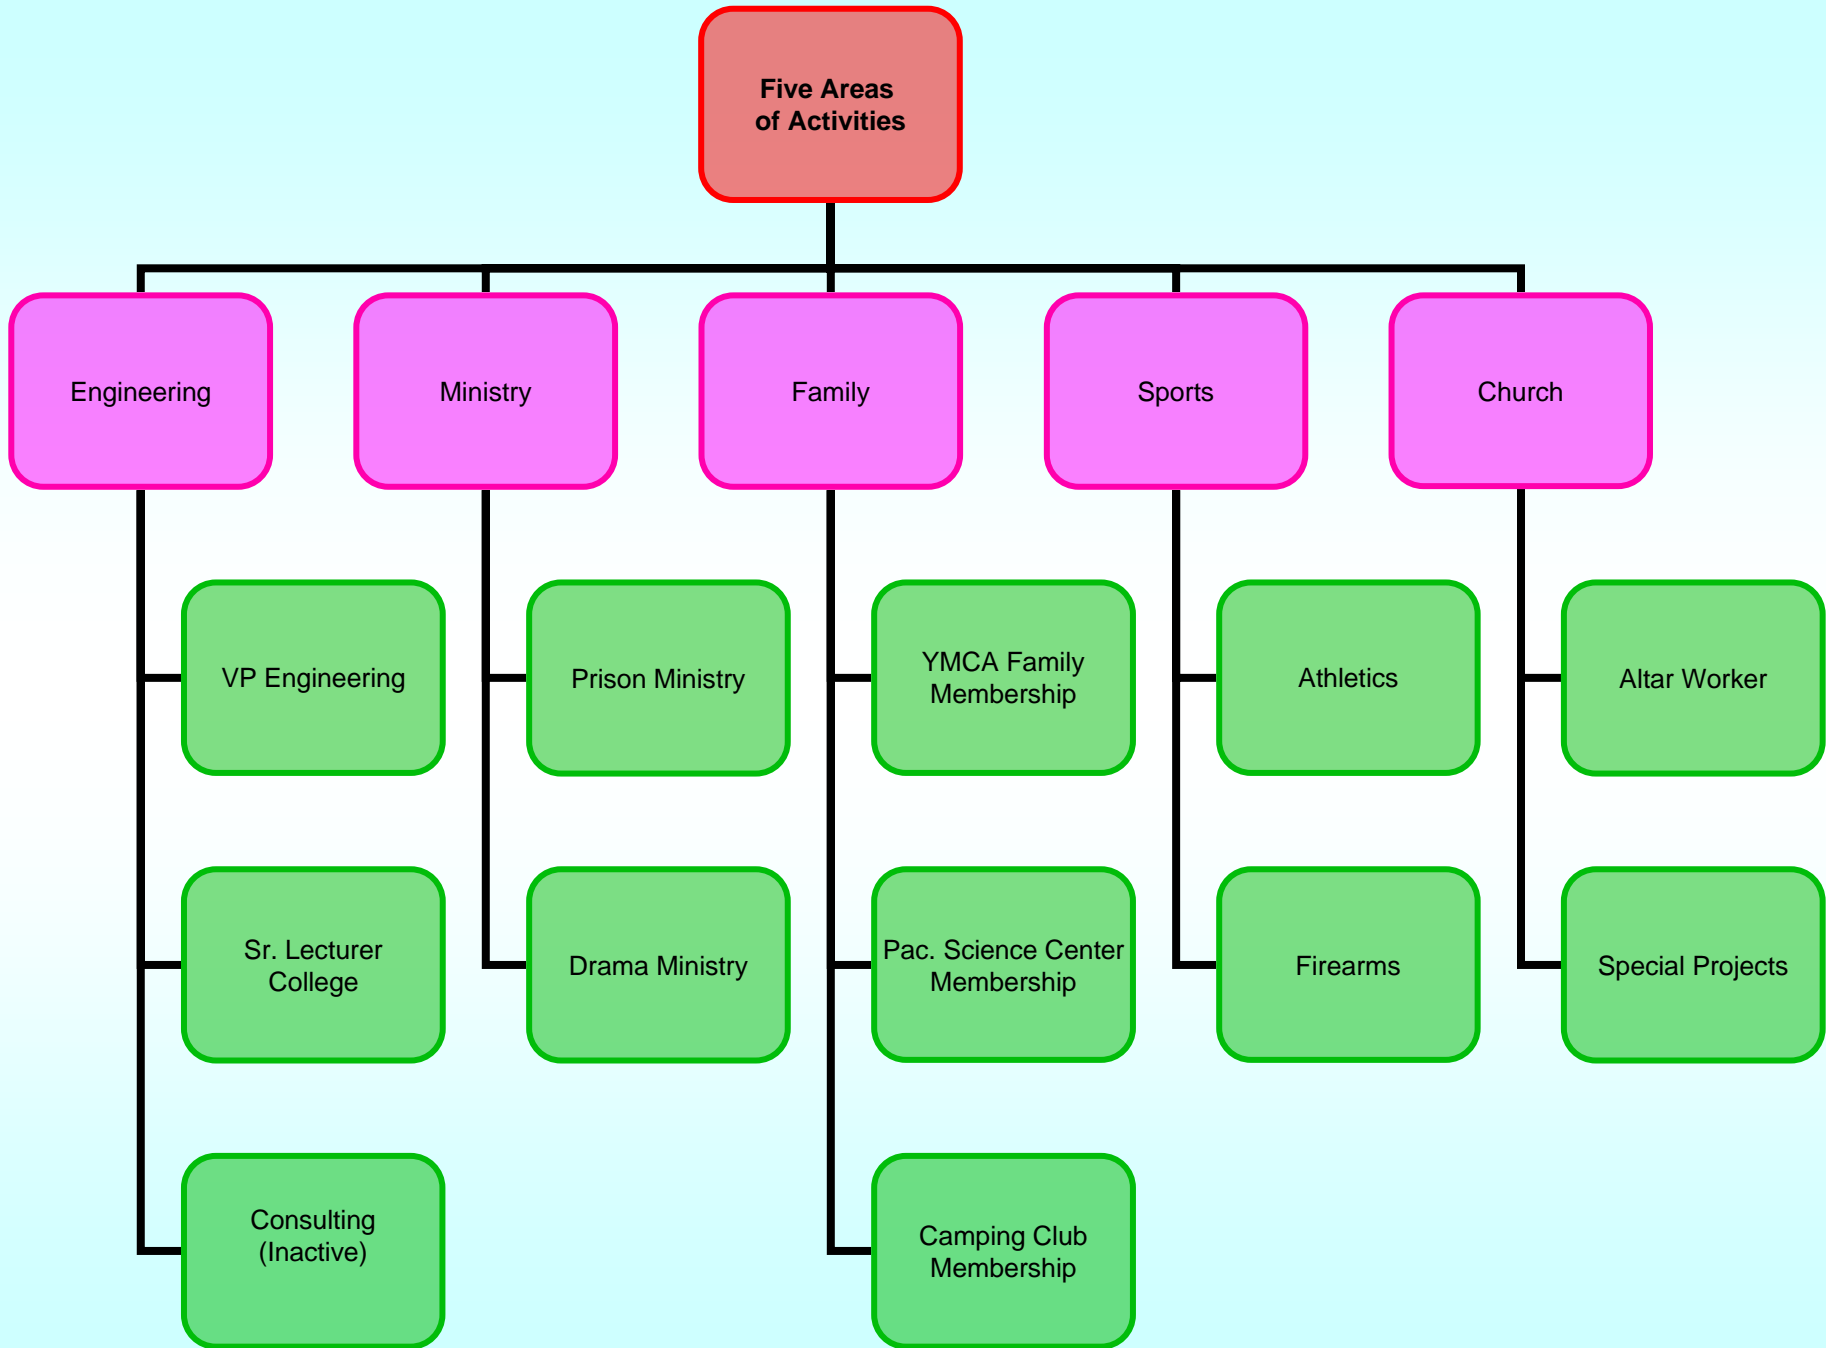 Five Areas
of Activities
Engineering
Ministry
Family
Sports
Church
VP Engineering
Prison Ministry
YMCA Family
Membership
Athletics
Altar Worker
Sr. Lecturer
College
Drama Ministry
Pac. Science Center
Membership
Firearms
Special Projects
Consulting
(Inactive)
Camping Club
Membership